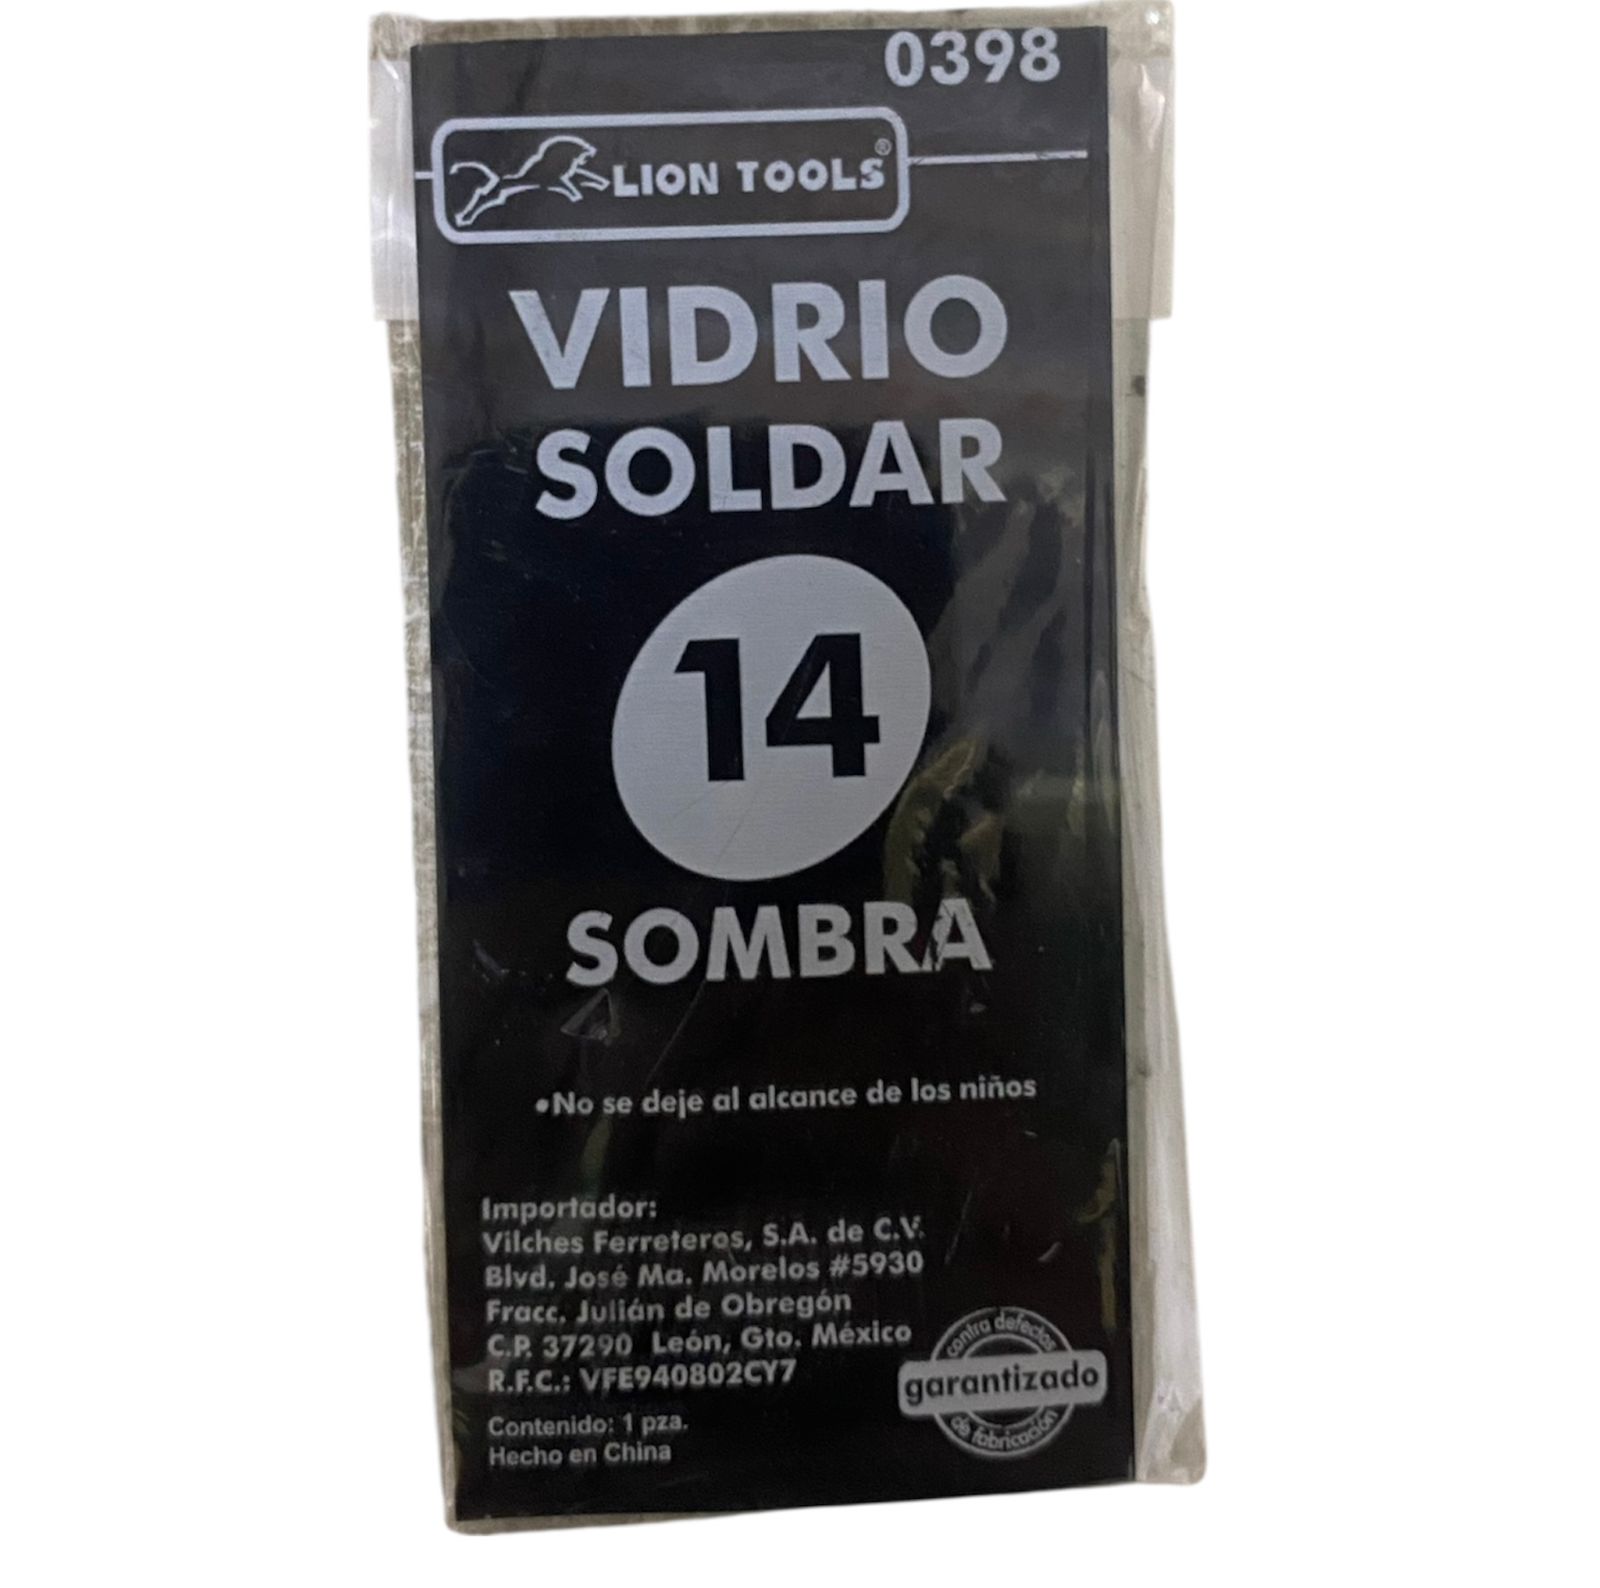 0398
LION TOOLS®
VIDRIO
SOLDAR
14
SOMBRA
•No se deje al alcance de los niños
Importador:
Vilches Ferreteros, S.A. de C.V.
Blvd. José Ma. Morelos #5930
Fracc. Julián de Obregón
C.P. 37290 León, Gto. México
R.F.C.: VFE940802CY7
Contenido: 1 pza.
Hecho en China
contra defectos
garantizado
de fabricación